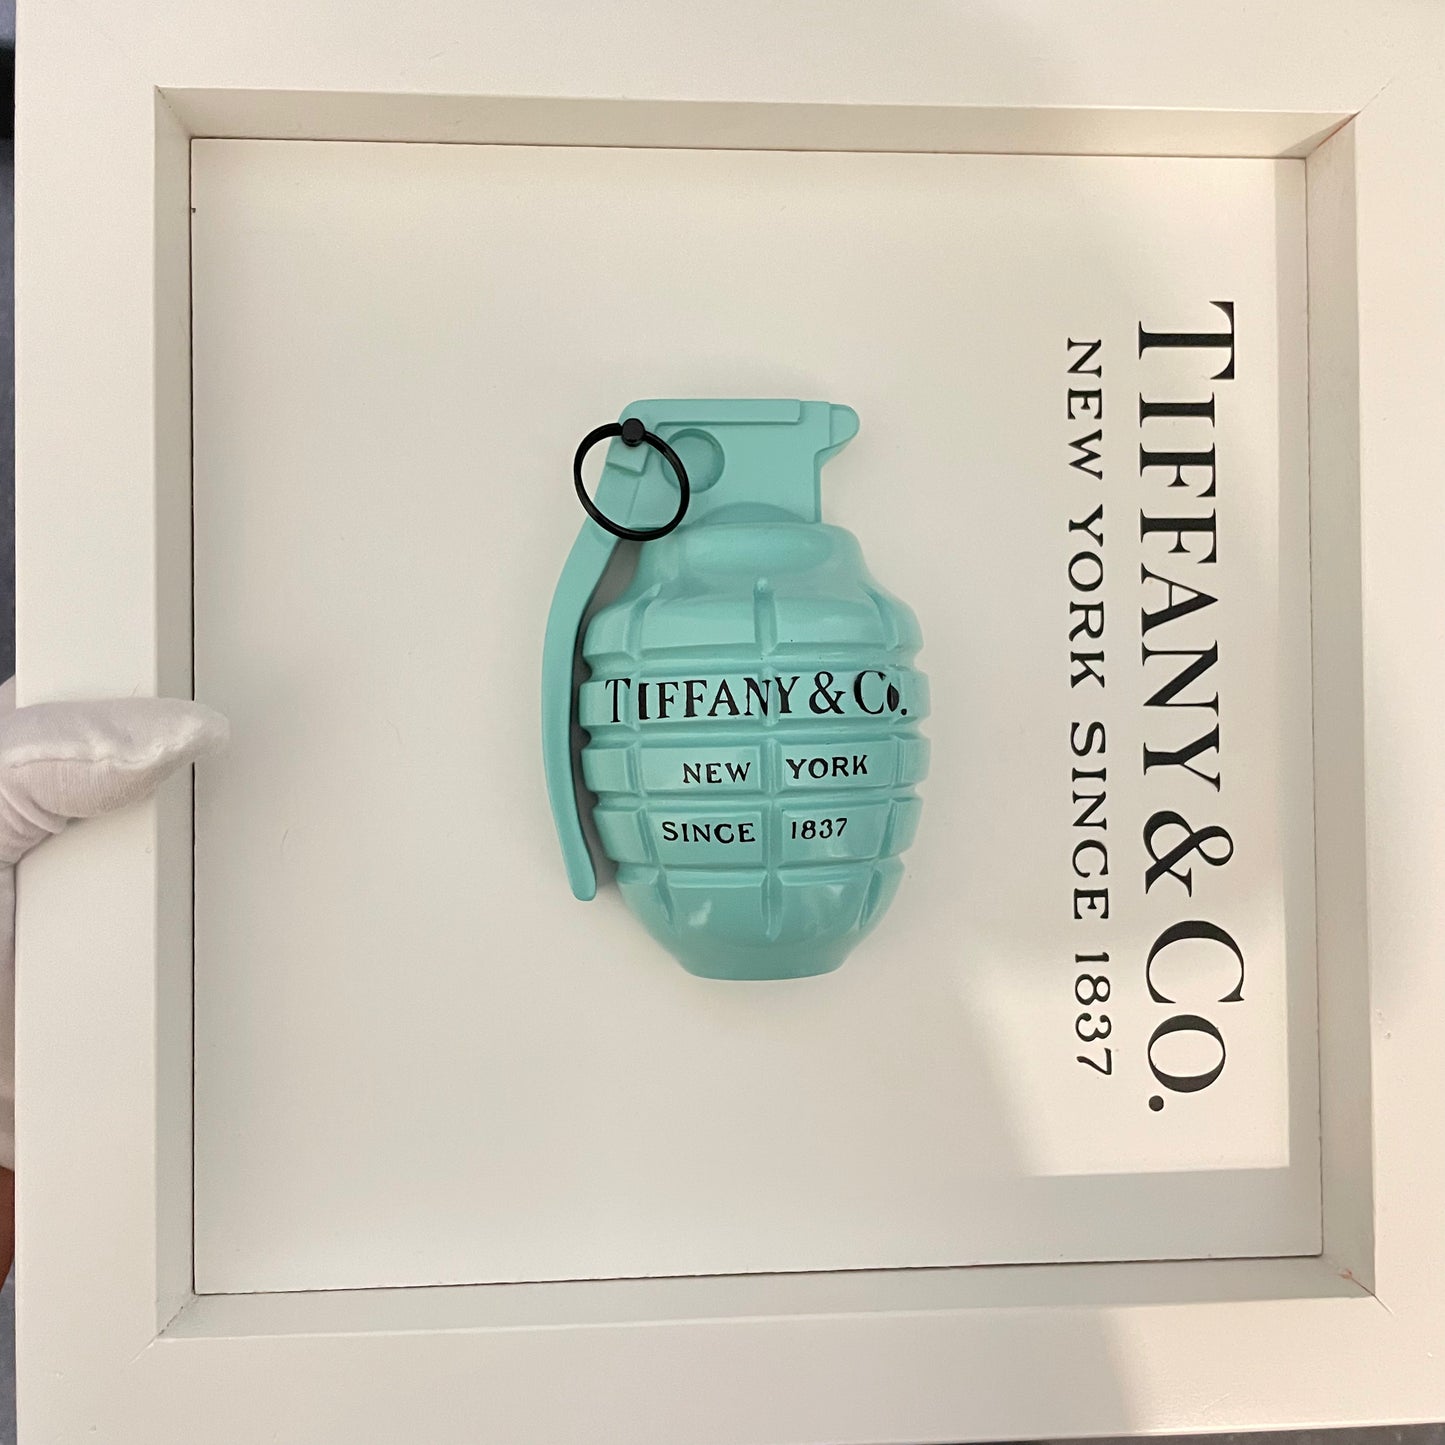 TIFFANY & CO.
NEW YORK
SINCE 1837
TIFFANY & CO.
NEW YORK SINCE 1837